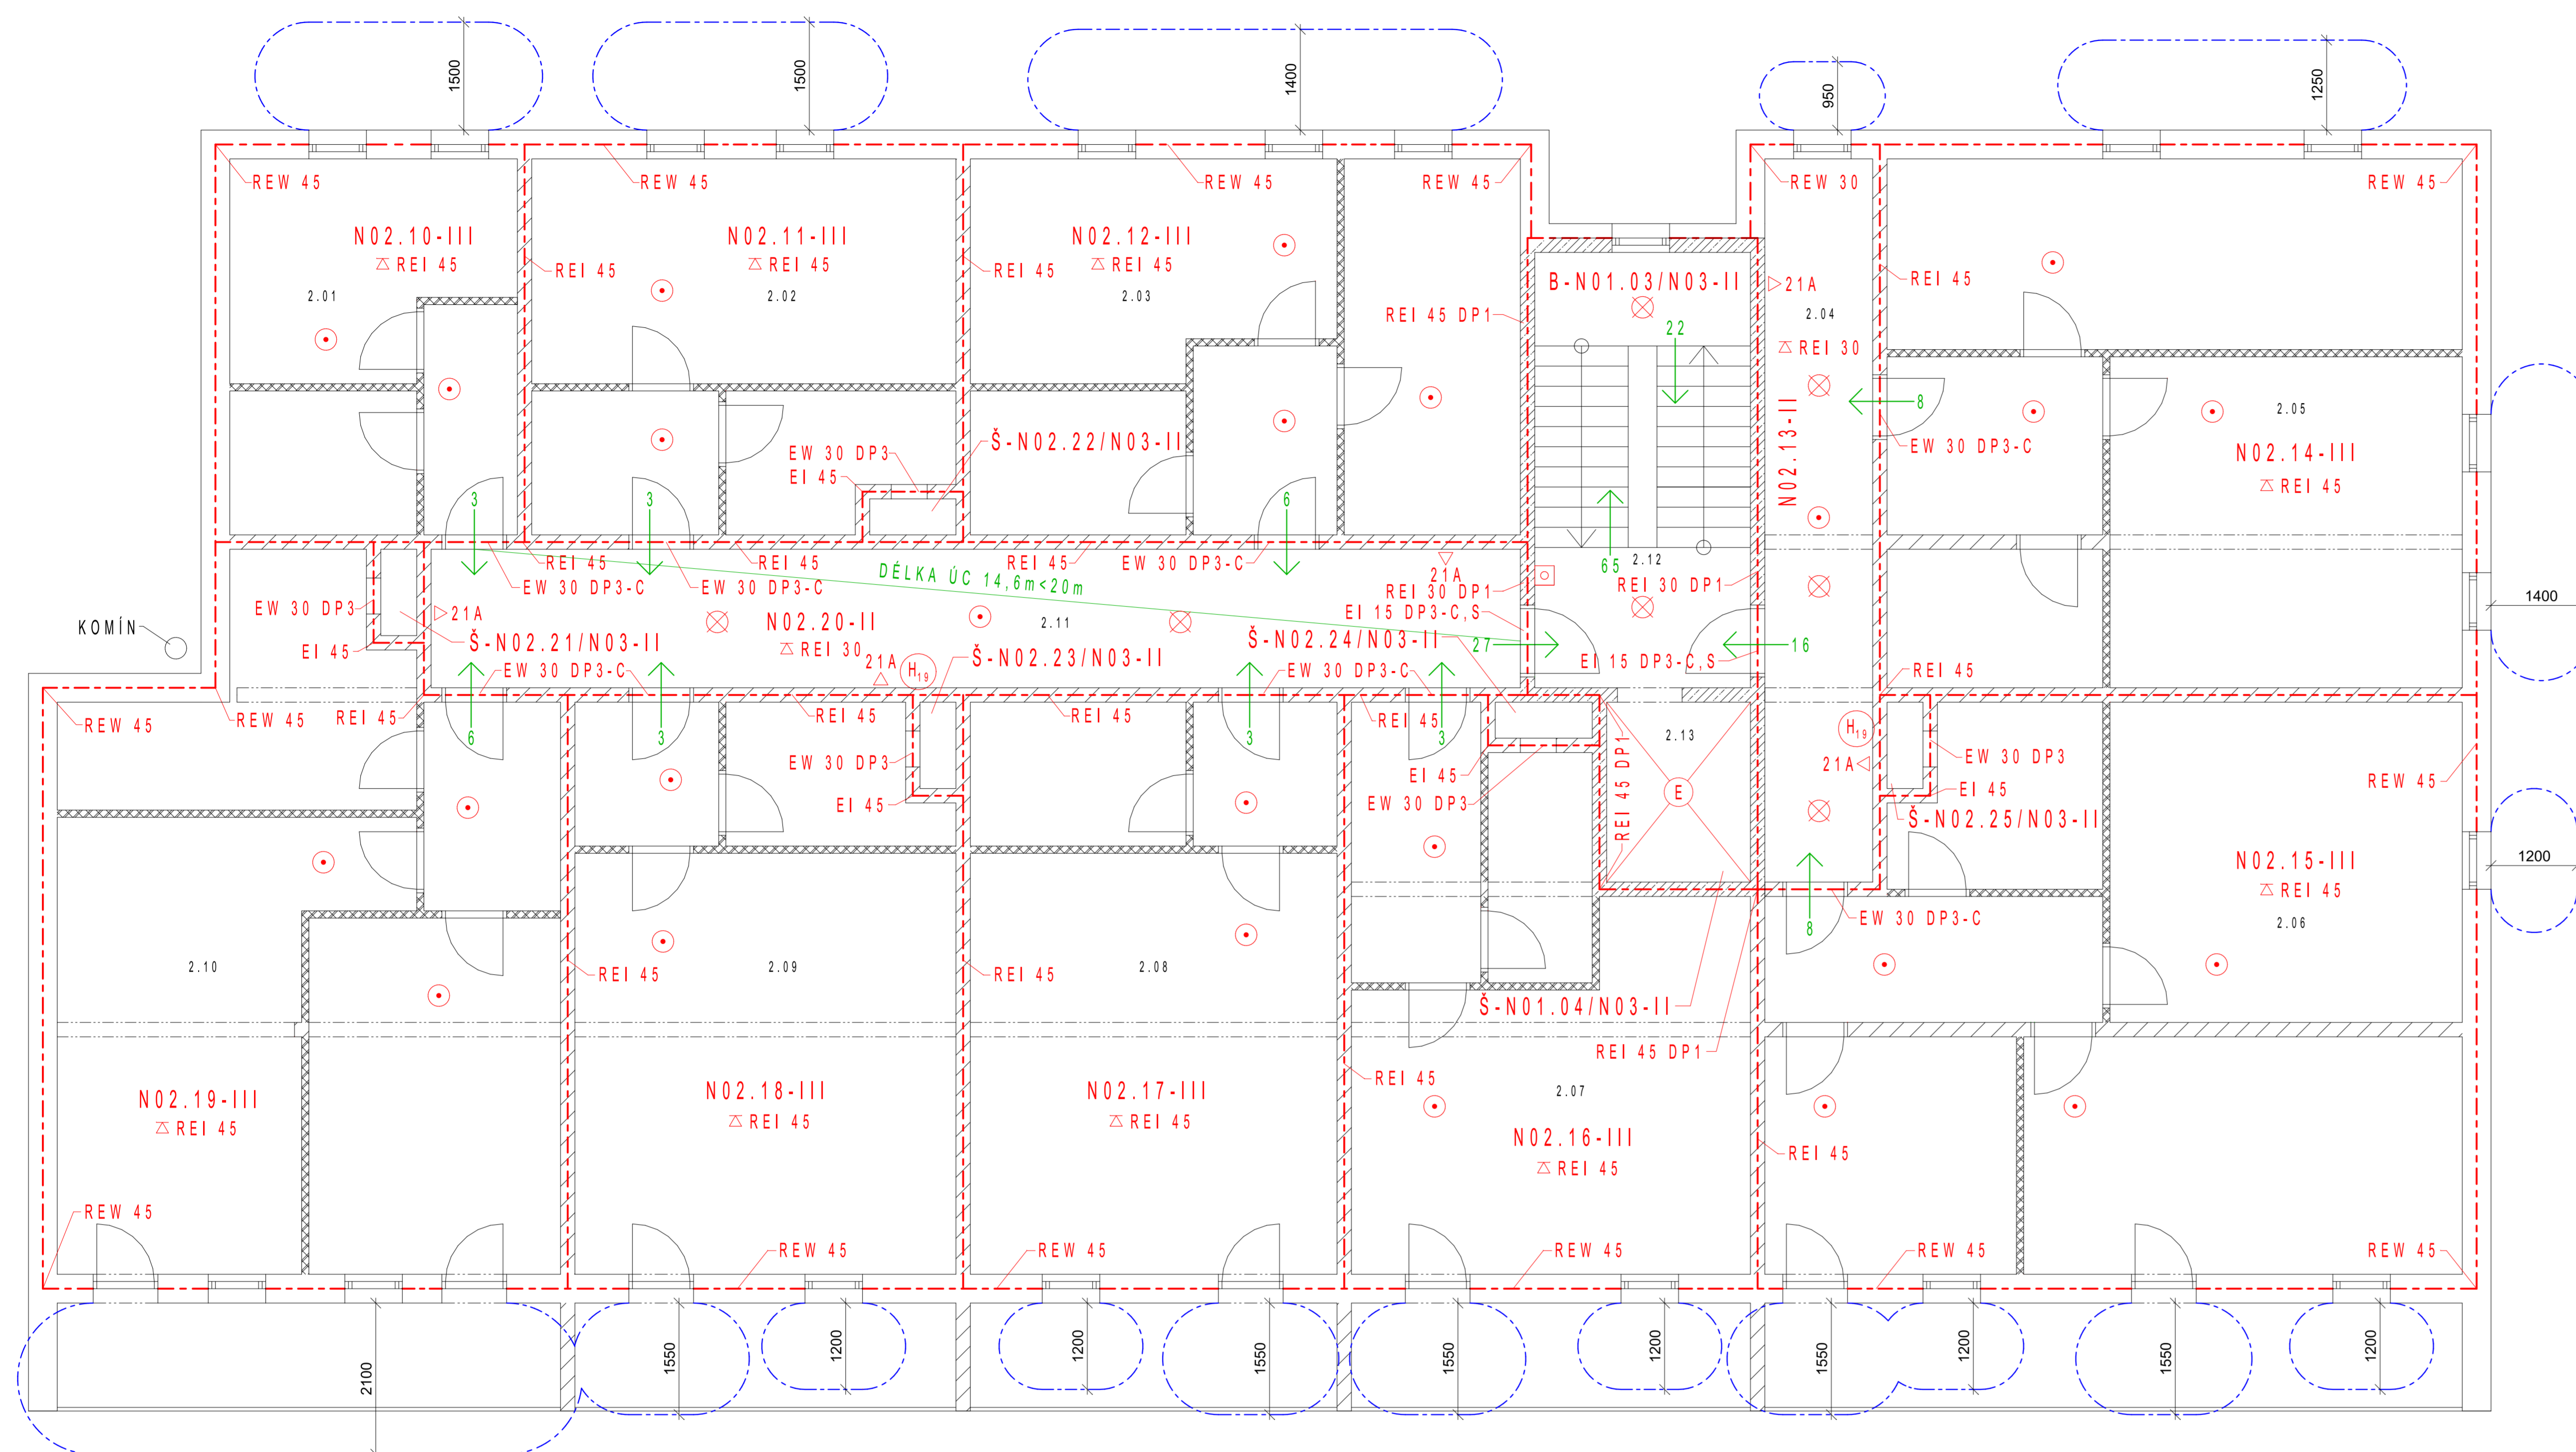 1500
1500
1400
950
1250
REW 45
REW 45
REW 45
REW 45
REW 30
REW 45
N02.10-III
REI 45
N02.11-III
REI 45
N02.12-III
REI 45
REI 45
REI 45
B-N01.03/N03-II
21A
REI 45
2.01
2.02
2.03
REI 45 DP1
22
2.04
REI 30
N02.13-II
8
2.05
EW 30 DP3-C
N02.14-III
REI 45
EW 30 DP3
EI 45
Š-N02.22/N03-II
3
3
6
REI 45
REI 45
REI 45
EW 30 DP3-C
EW 30 DP3-C
EW 30 DP3-C
DÉLKA ÚC 14,6m<20m
21A
REI 30 DP1
65
2.12
REI 30 DP1
EI 15 DP3-C,S
1400
KOMÍN
EW 30 DP3
21A
EI 45
Š-N02.21/N03-II
N02.20-II
REI 30
2.11
21A
H19
Š-N02.23/N03-II
Š-N02.24/N03-II
27
16
EI 15 DP3-C,S
EW 30 DP3-C
EW 30 DP3-C
REI 45
REW 45
REW 45
REI 45
6
3
REI 45
REI 45
3
3
REI 45
2.13
H19
21A
EW 30 DP3
EI 45
EW 30 DP3
EI 45
EW 30 DP3
REI 45 DP1
E
EI 45
Š-N02.25/N03-II
REW 45
1200
N02.15-III
REI 45
2.06
8
EW 30 DP3-C
2.10
2.09
2.08
REI 45
REI 45
Š-N01.04/N03-II
REI 45 DP1
REI 45
2.07
N02.19-III
REI 45
N02.18-III
REI 45
N02.17-III
REI 45
N02.16-III
REI 45
REI 45
REW 45
REW 45
REW 45
REW 45
REW 45
REW 45
2100
1550
1200
1200
1550
1550
1200
1550
1200
1550
1200